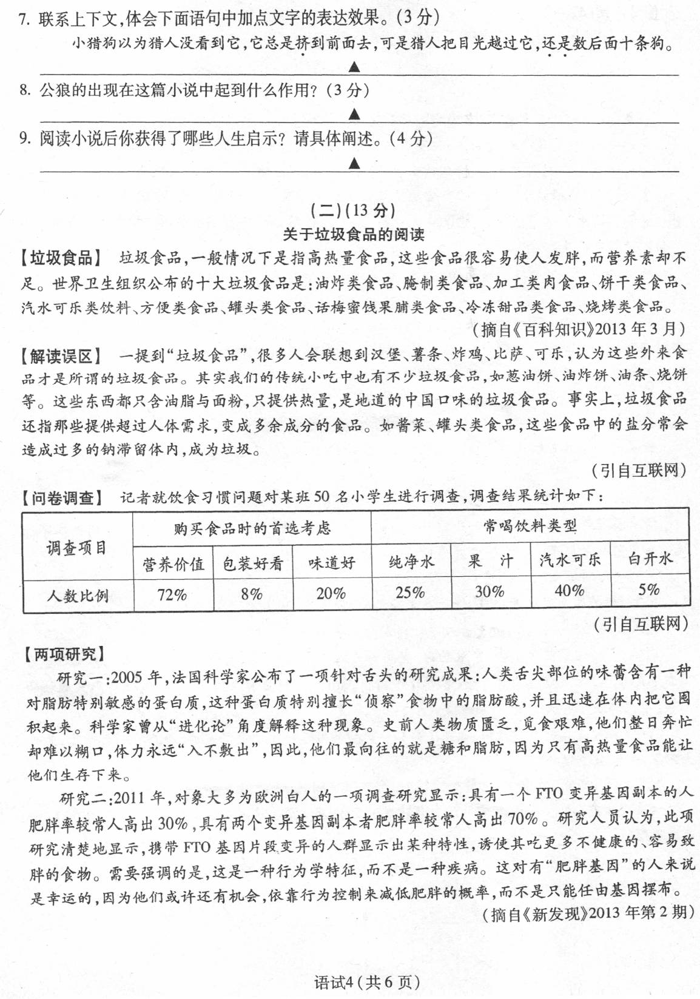 7. 联系上下文,体会下面语句中加点文字的表达效果。(3 分)
小猎狗以为猎人没看到它,它总是挤到前面去,可是猎人把目光越过它,还是数后面十条狗。
▲
8. 公狼的出现在这篇小说中起到什么作用?(3 分)
▲
9. 阅读小说后你获得了哪些人生启示? 请具体阐述。(4 分)
▲
(二)(13 分)
关于垃圾食品的阅读
【垃圾食品】 垃圾食品,一般情况下是指高热量食品,这些食品很容易使人发胖,而营养素却不
足。世界卫生组织公布的十大垃圾食品是:油炸类食品、腌制类食品、加工类肉食品、饼干类食品、
汽水可乐类饮料、方便类食品、罐头类食品、话梅蜜饯果脯类食品、冷冻甜品类食品、烧烤类食品。
(摘自《百科知识》2013 年 3 月)
【解读误区】 一提到“垃圾食品”,很多人会联想到汉堡、薯条、炸鸡、比萨、可乐,认为这些外来食
品才是所谓的垃圾食品。其实我们的传统小吃中也有不少垃圾食品,如葱油饼、油炸饼、油条、烧饼
等。这些东西都只含油脂与面粉,只提供热量,是地道的中国口味的垃圾食品。事实上,垃圾食品
还指那些提供超过人体需求,变成多余成分的食品。如酱菜、罐头类食品,这些食品中的盐分常会
造成过多的钠滞留体内,成为垃圾。
(引自互联网)
【问卷调查】 记者就饮食习惯问题对某班 50 名小学生进行调查,调查结果统计如下:
调查项目 购买食品时的首选考虑 常喝饮料类型
营养价值 包装好看 味道好 纯净水 果 汁 汽水可乐 白开水
人数比例 72% 8% 20% 25% 30% 40% 5%
(引自互联网)
【两项研究】
研究一:2005 年,法国科学家公布了一项针对舌头的研究成果:人类舌尖部位的味蕾含有一种
对脂肪特别敏感的蛋白质,这种蛋白质特别擅长“侦察”食物中的脂肪酸,并且迅速在体内把它囤
积起来。科学家曾从“进化论”角度解释这种现象。史前人类物质匮乏,觅食艰难,他们整日奔忙
却难以糊口,体力永远“入不敷出”,因此,他们最向往的就是糖和脂肪,因为只有高热量食品能让
他们生存下来。
研究二:2011 年,对象大多为欧洲白人的一项调查研究显示:具有一个 FTO 变异基因副本的人
肥胖率较常人高出 30%,具有两个变异基因副本者肥胖率较常人高出 70%。研究人员认为,此项
研究清楚地显示,携带 FTO 基因片段变异的人群显示出某种特性,诱使其吃更多不健康的、容易致
胖的食物。需要强调的是,这是一种行为学特征,而不是一种疾病。这对有“肥胖基因”的人来说
是幸运的,因为他们或许还有机会,依靠行为控制来减低肥胖的概率,而不是只能任由基因摆布。
(摘自《新发现》2013 年第 2 期)
语试4(共 6 页)